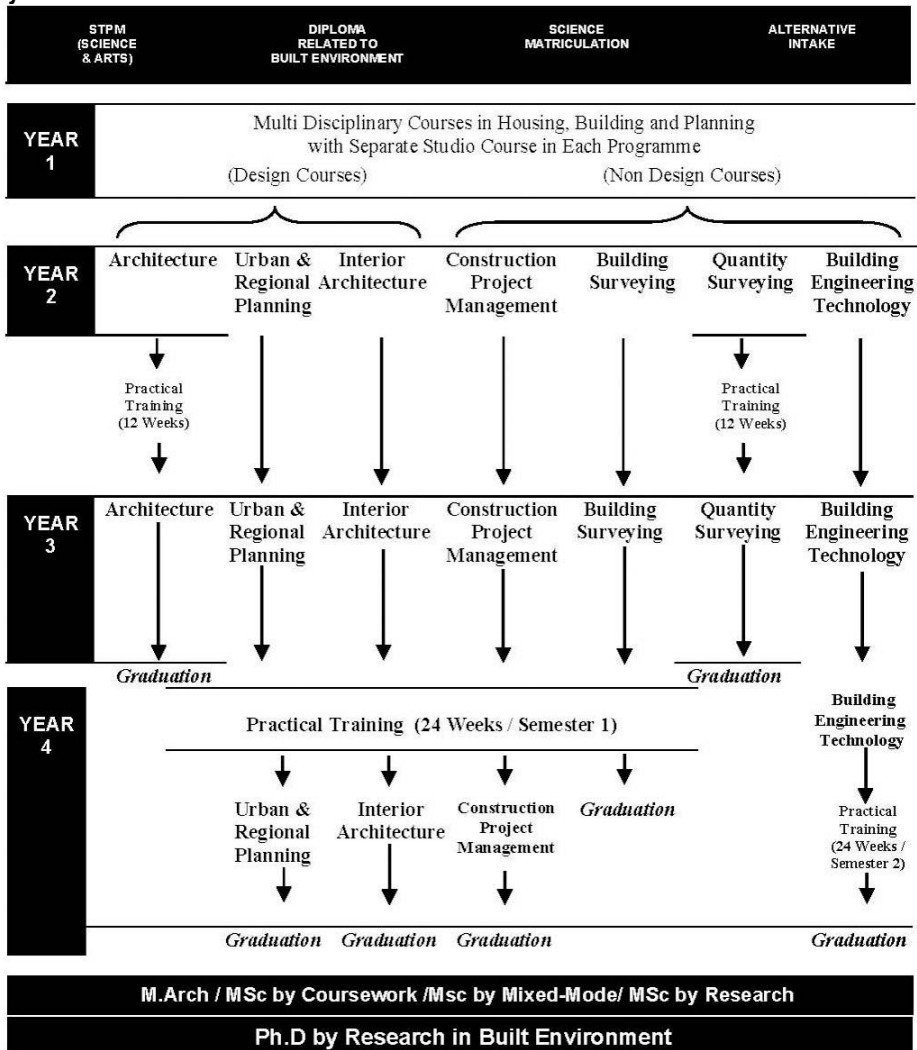 y
STPM
(SCIENCE
& ARTS)
DIPLOMA
RELATED TO
BUILT ENVIRONMENT
SCIENCE
MATRICULATION
ALTERNATIVE
INTAKE
YEAR
1
Multi Disciplinary Courses in Housing, Building and Planning
with Separate Studio Course in Each Programme
(Design Courses)
(Non Design Courses)
YEAR
2
Architecture
Urban &
Regional
Planning
Interior
Architecture
Construction
Project
Management
Building
Surveying
Quantity
Surveying
Building
Engineering
Technology
Practical
Training
(12 Weeks)
Practical
Training
(12 Weeks)
YEAR
3
Architecture
Urban &
Regional
Planning
Interior
Architecture
Construction
Project
Management
Building
Surveying
Quantity
Surveying
Building
Engineering
Technology
Graduation
Graduation
YEAR
4
Practical Training (24 Weeks / Semester 1)
Building
Engineering
Technology
Urban &
Regional
Planning
Interior
Architecture
Construction
Project
Management
Graduation
Practical
Training
(24 Weeks /
Semester 2)
Graduation
Graduation
Graduation
Graduation
M.Arch / MSc by Coursework /Msc by Mixed-Mode/ MSc by Research
Ph.D by Research in Built Environment